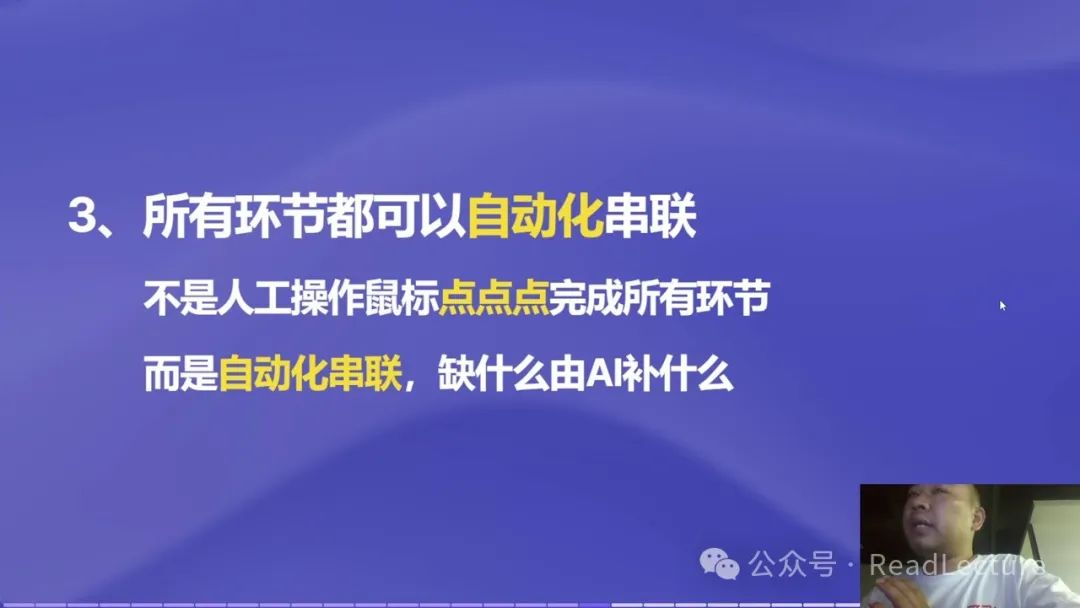 3、所有环节都可以自动化串联
不是人工操作鼠标点点点完成所有环节
而是自动化串联，缺什么由AI补什么
公众号 · ReadLecture